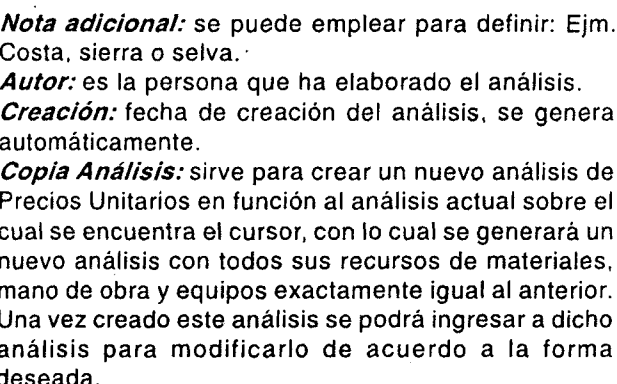 Nota adicional: se puede emplear para definir: Ejm.
Costa, sierra o selva.
Autor: es la persona que ha elaborado el análisis.
Creación: fecha de creación del análisis, se genera
automáticamente.
Copia Análisis: sirve para crear un nuevo análisis de
Precios Unitarios en función al análisis actual sobre el
cual se encuentra el cursor, con lo cual se generará un
nuevo análisis con todos sus recursos de materiales,
mano de obra y equipos exactamente igual al anterior.
Una vez creado este análisis se podrá ingresar a dicho
análisis para modificarlo de acuerdo a la forma
deseada.